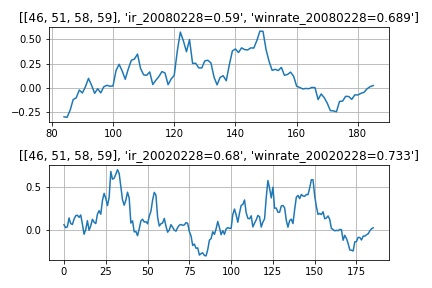 [[46, 51, 58, 59], 'ir_20080228=0.59', 'winrate_20080228=0.689']
0.50
0.25
0.00
−0.25
80 100 120 140 160 180
[[46, 51, 58, 59], 'ir_20020228=0.68', 'winrate_20020228=0.733']
0.5
0.0
0 25 50 75 100 125 150 175